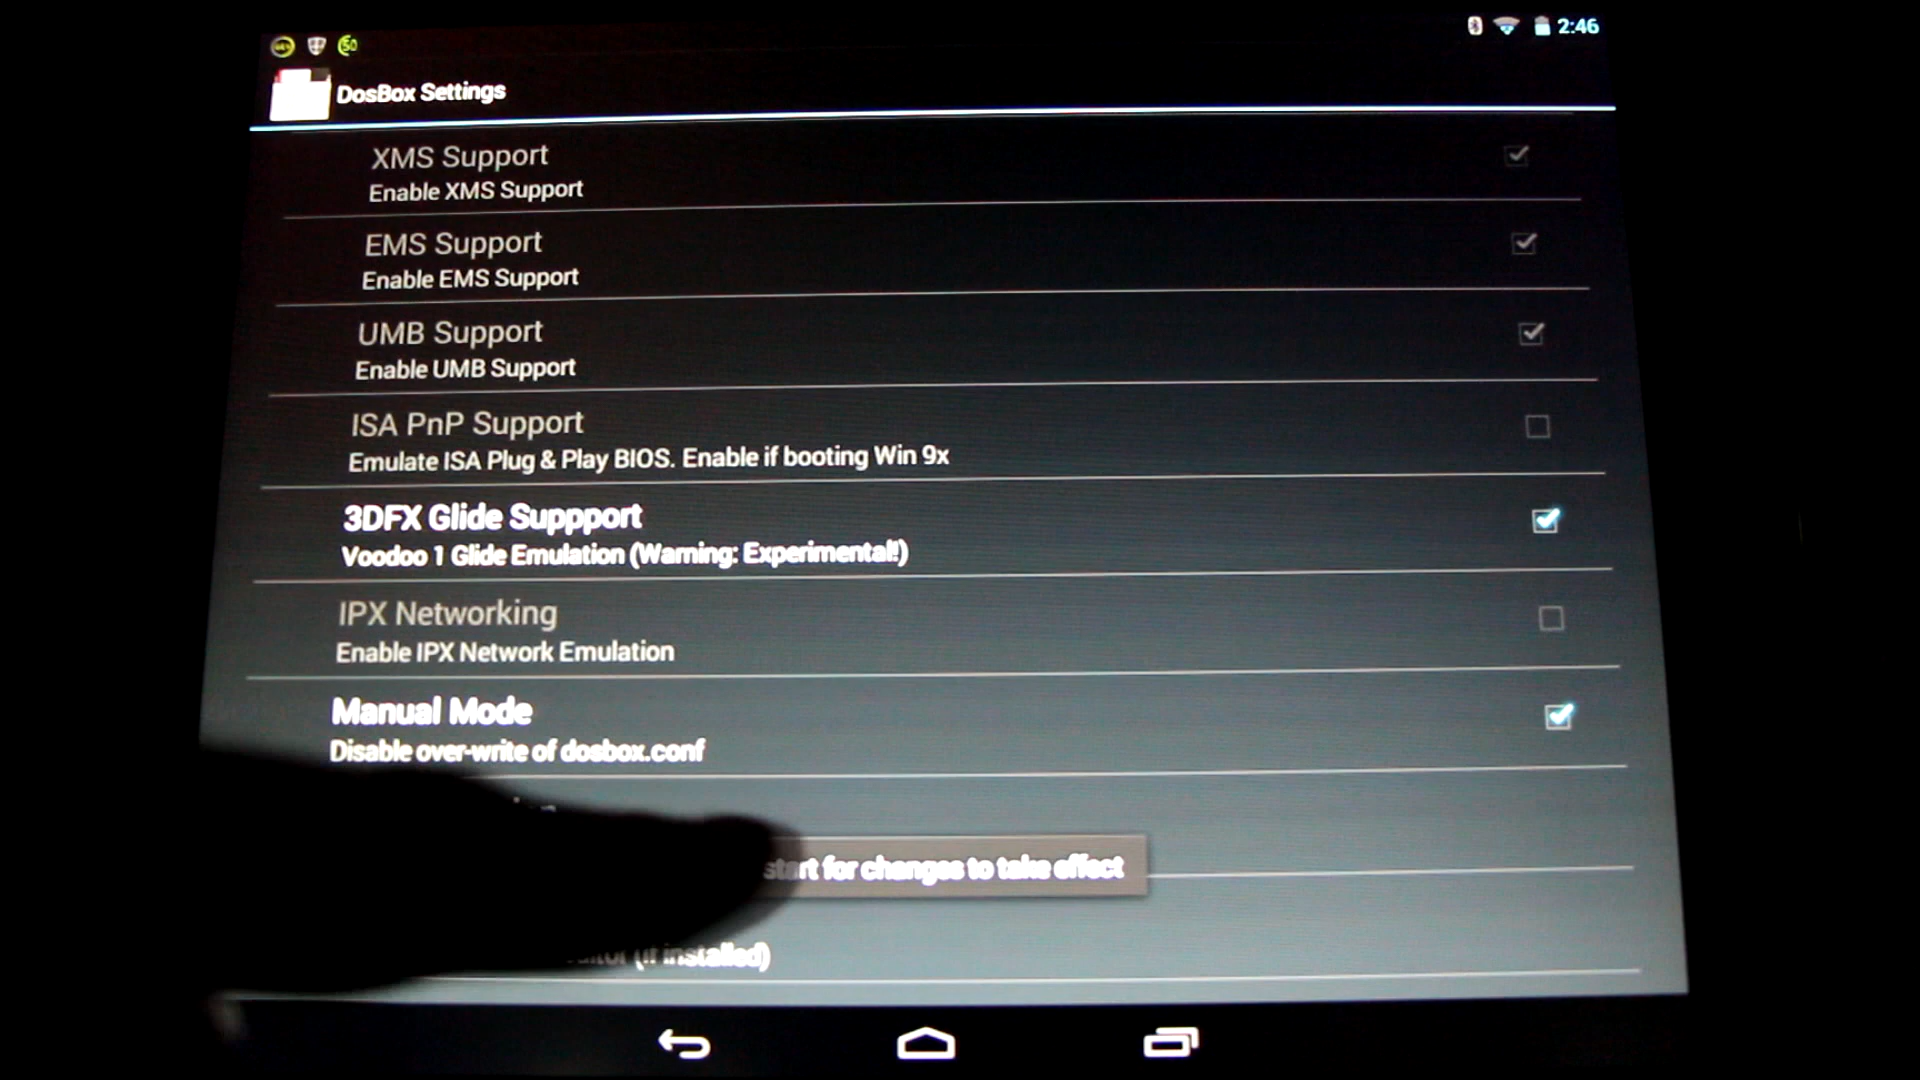 50
2:46
DosBox Settings
XMS Support
Enable XMS Support
EMS Support
Enable EMS Support
UMB Support
Enable UMB Support
ISA PnP Support
Emulate ISA Plug & Play BIOS. Enable if booting Win 9x
3DFX Glide Suppport
Voodoo 1 Glide Emulation (Warning: Experimental!)
IPX Networking
Enable IPX Network Emulation
Manual Mode
Disable over-write of dosbox.conf
for changes to take effect
(if installed)